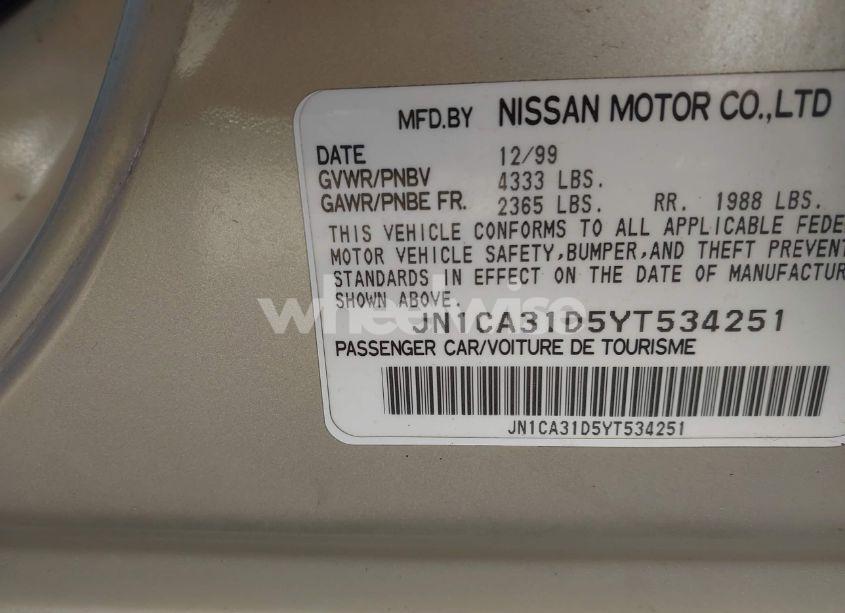 MFD.BY NISSAN MOTOR CO.,LTD
DATE 12/99
GVWR/PNBV 4333 LBS.
GAWR/PNBE FR. 2365 LBS. RR. 1988 LBS.
THIS VEHICLE CONFORMS TO ALL APPLICABLE FEDE
MOTOR VEHICLE SAFETY,BUMPER,AND THEFT PREVENT
STANDARDS IN EFFECT ON THE DATE OF MANUFACTUR
SHOWN ABOVE.
wheelwise
JN1CA31D5YT534251
PASSENGER CAR/VOITURE DE TOURISME
JN1CA31D5YT534251